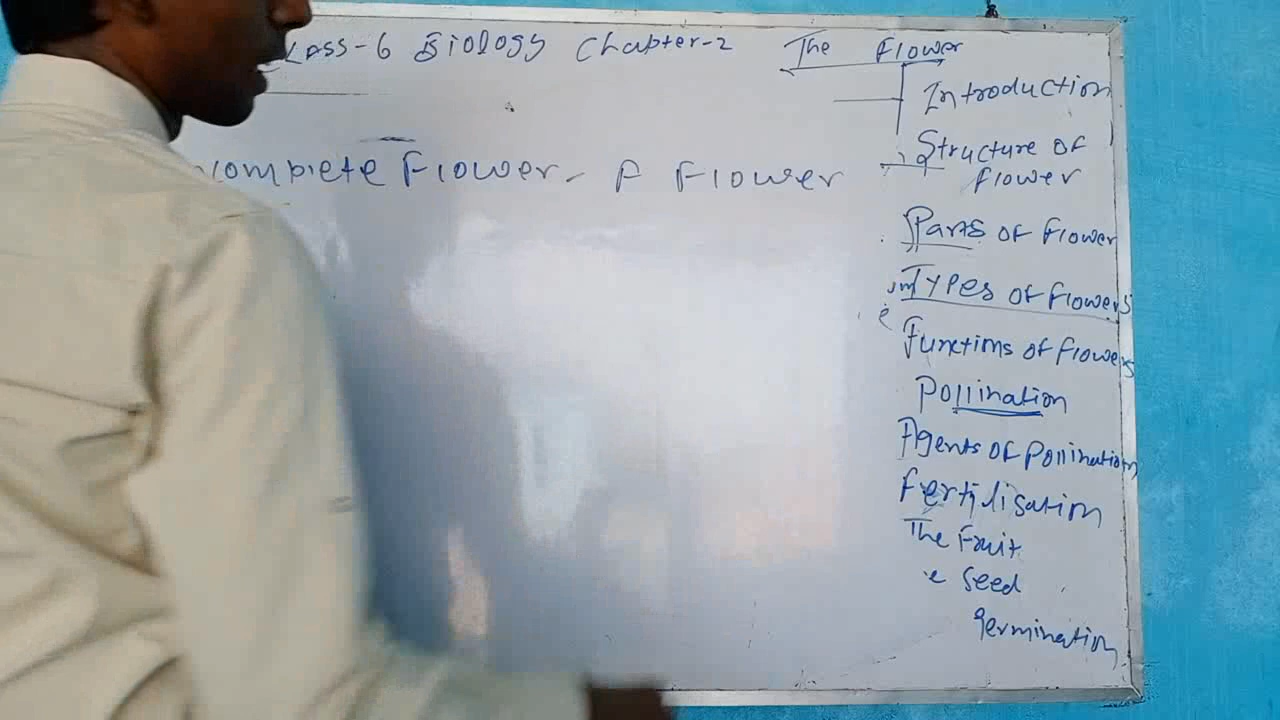 Class-6 Biology Chapter-2 The Flower
complete Flower - A Flower
Introduction
Structure of
flower
Parts of Flower
Types of Flowers
Functions of Flowers
Pollination
Agents of Pollination
Fertilisation
The Fruit
Seed
germination